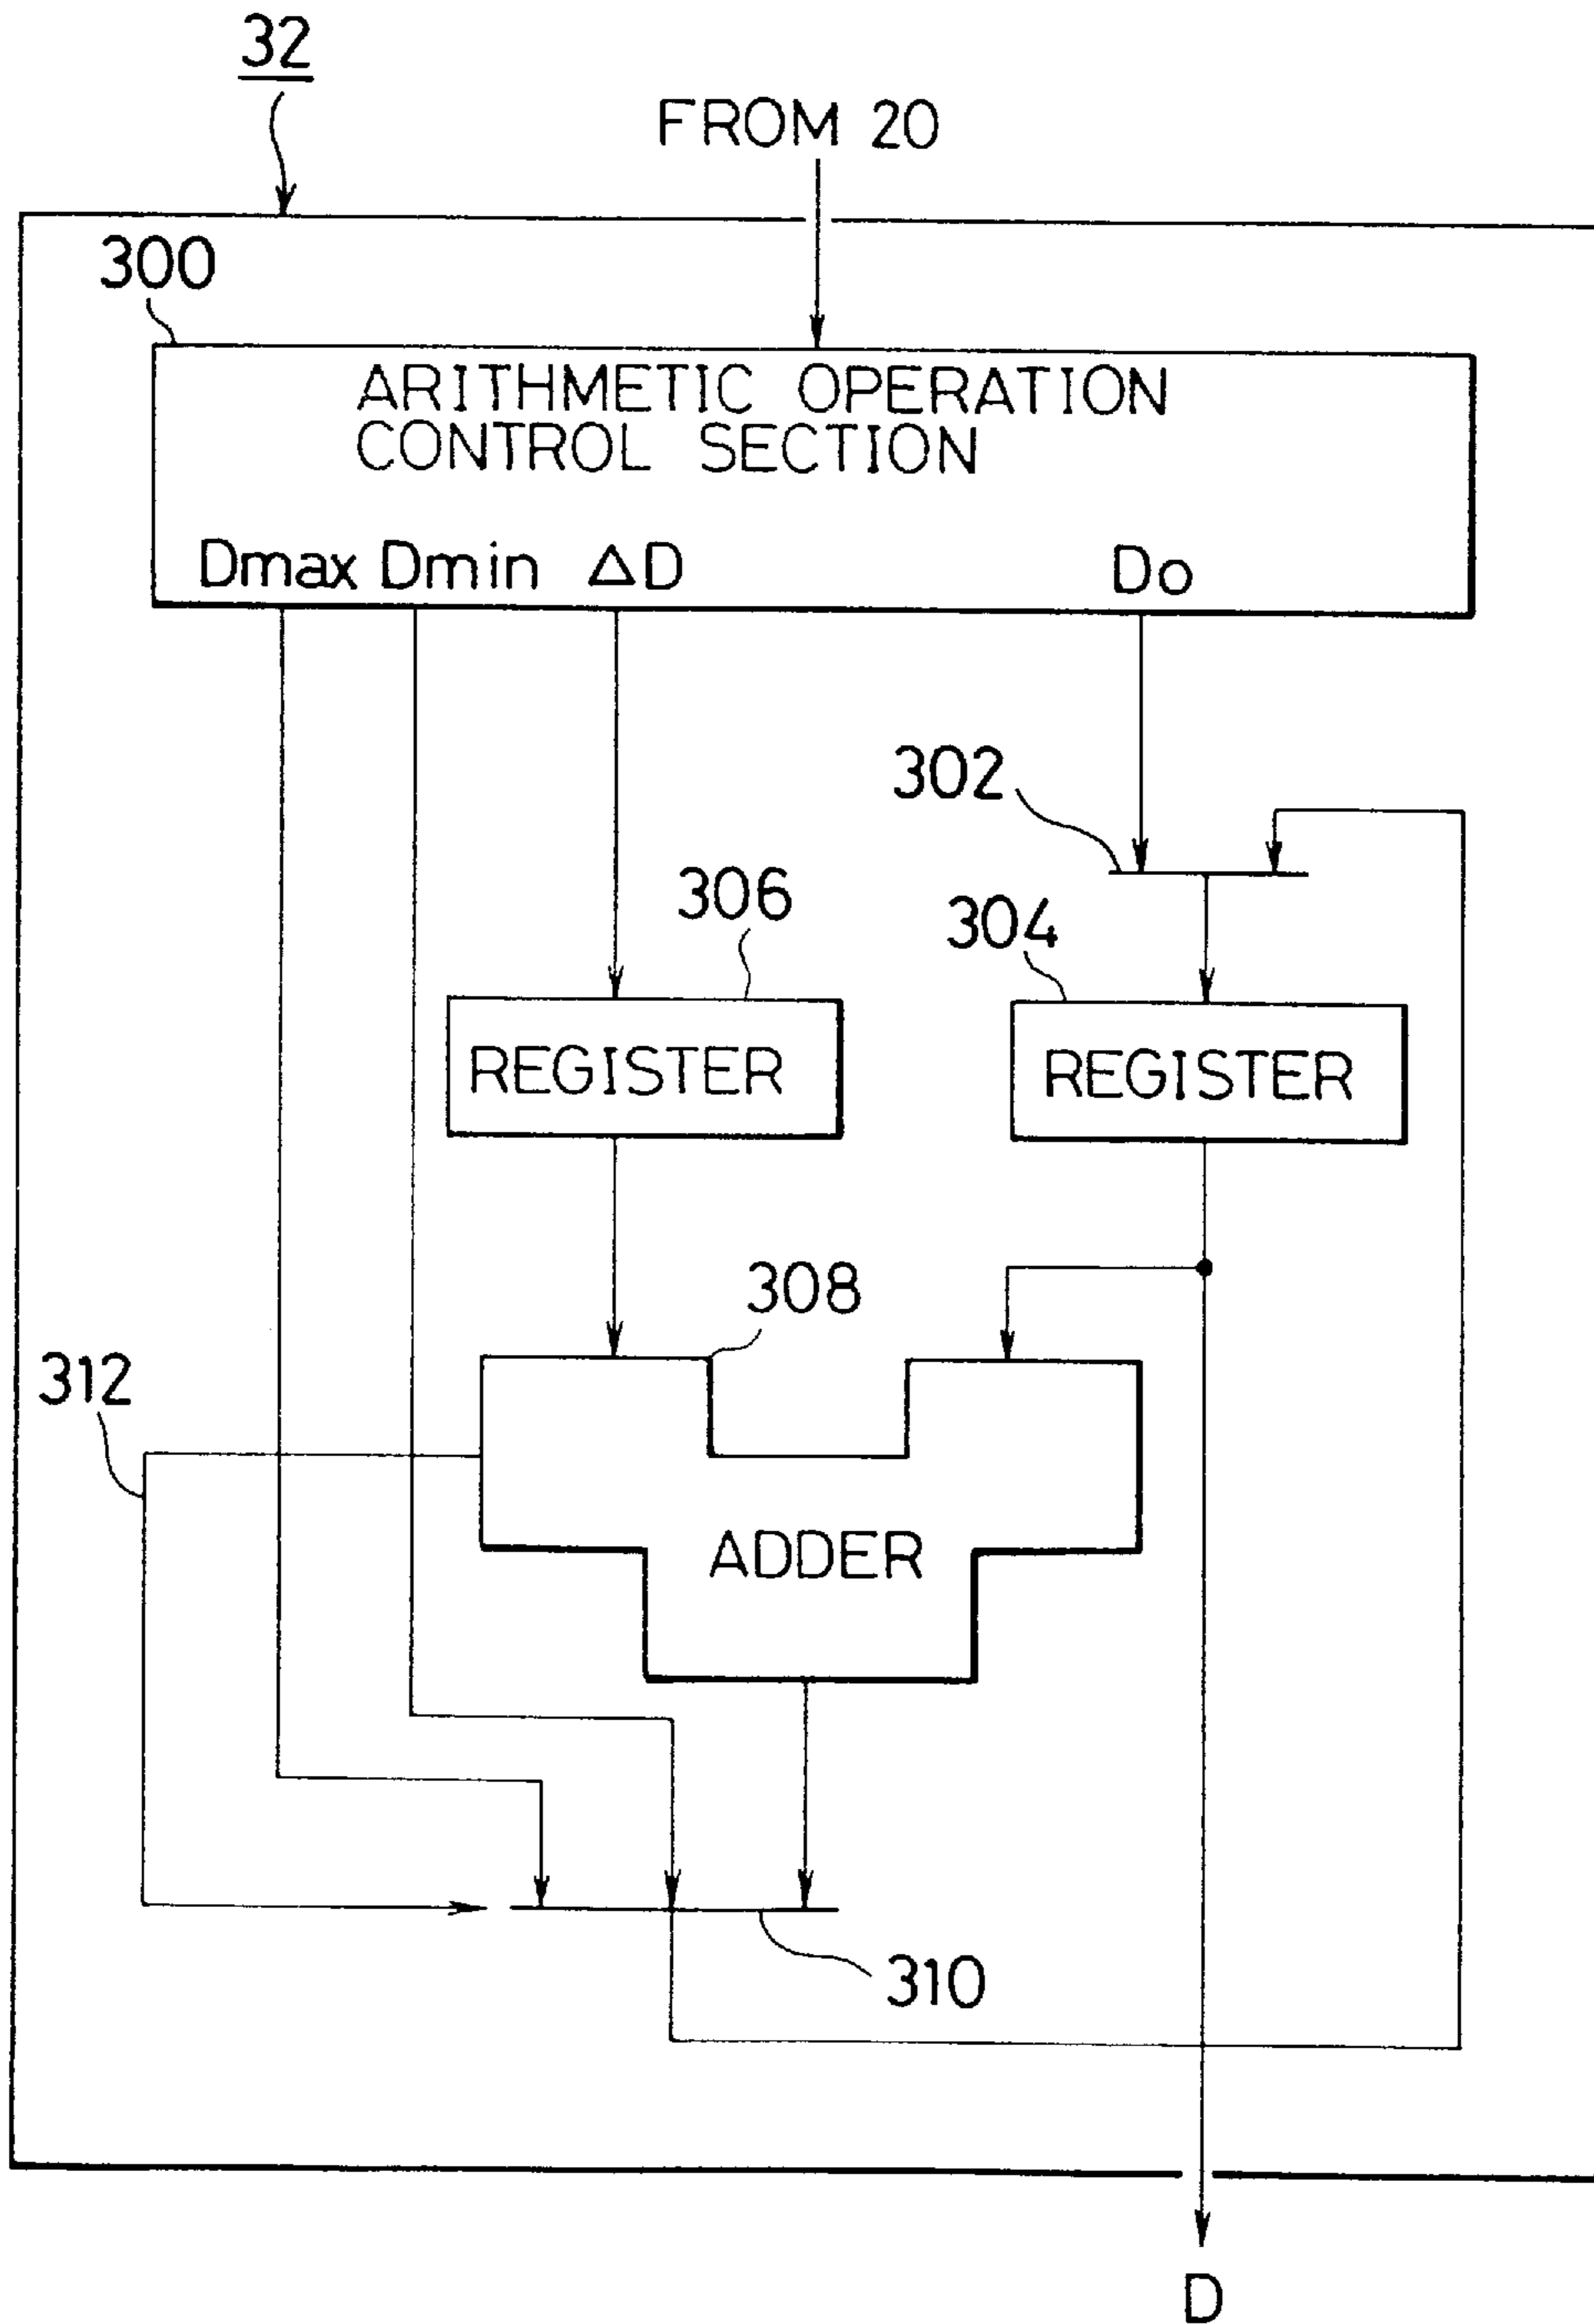 32
FROM 20
300
ARITHMETIC OPERATION
CONTROL SECTION
Dmax Dmin ΔD Do
302
306
304
REGISTER
REGISTER
308
312
ADDER
310
D